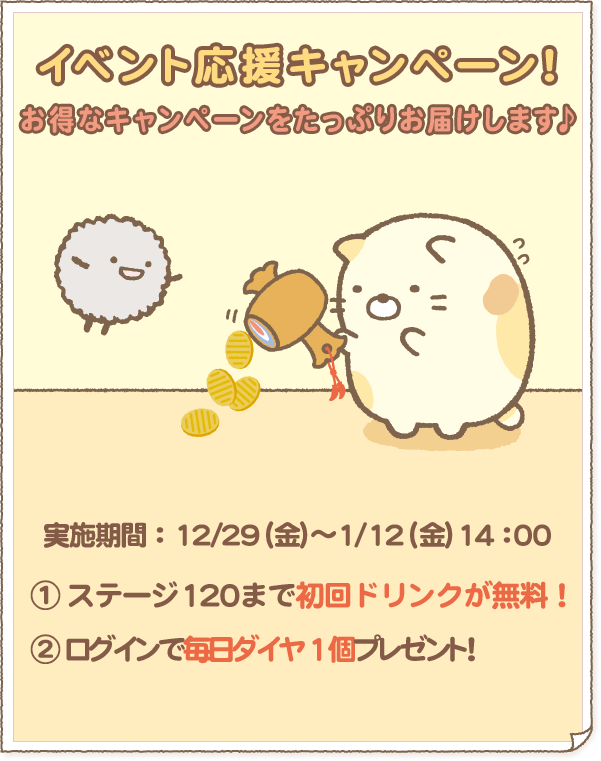 イベント応援キャンペーン!
お得なキャンペーンをたっぷりお届けします♪
実施期間：12/29(金)～1/12(金)14：00
① ステージ120まで初回ドリンクが無料！
② ログインで毎日ダイヤ1個プレゼント!